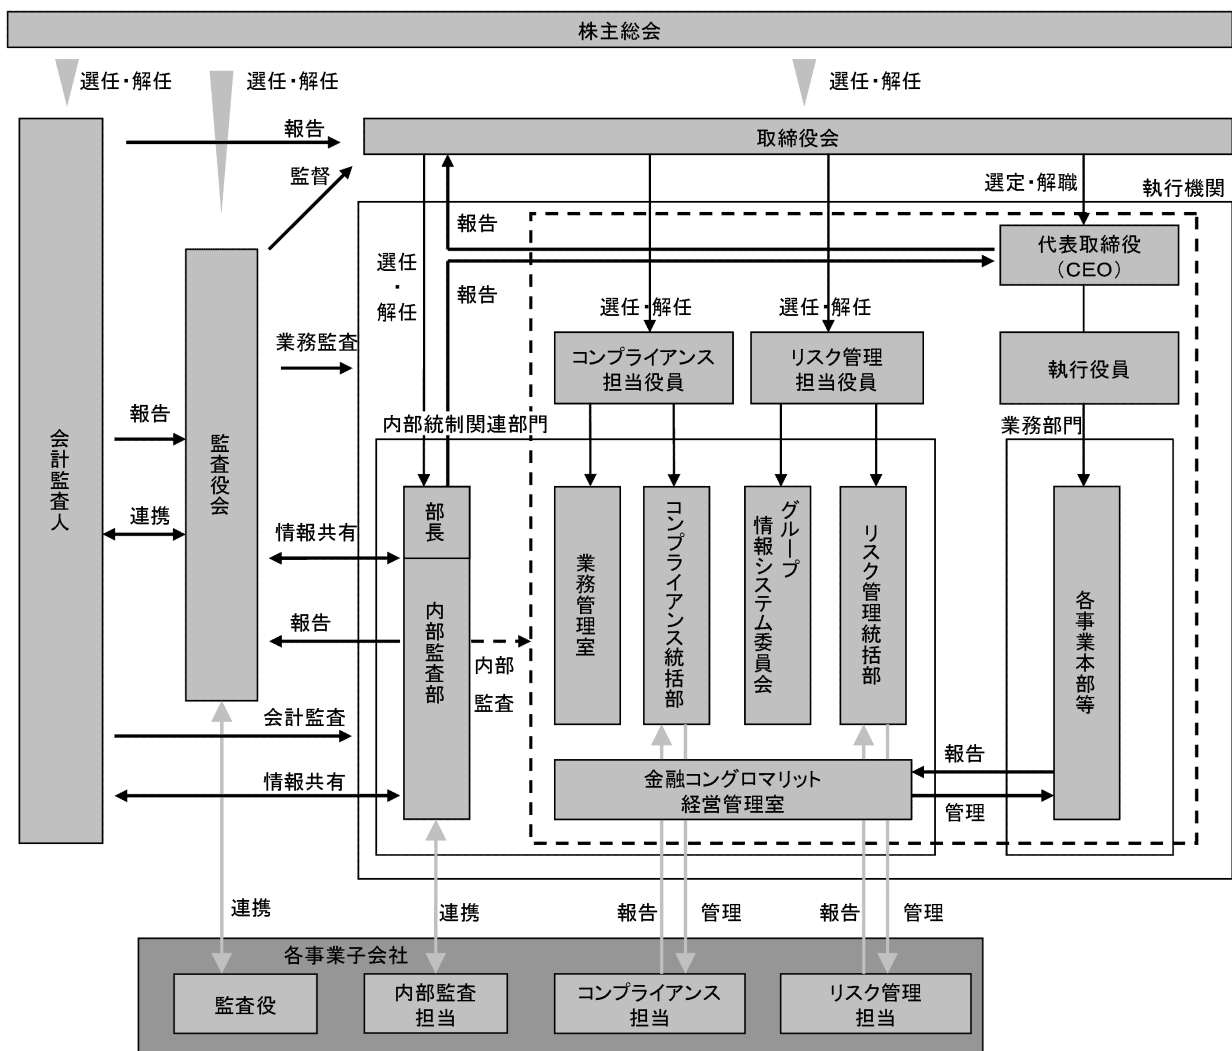 株主総会
選任・解任
選任・解任
選任・解任
報告
取締役会
監督
選定・解職
執行機関
報告
代表取締役
（CEO）
選任・解任
報告
選任・解任
選任・解任
業務監査
コンプライアンス
担当役員
リスク管理
担当役員
執行役員
報告
内部統制関連部門
業務部門
会計監査人
監査役会
連携
情報共有
報告
部長
内部監査部
内部
監査
業務管理室
コンプライアンス統括部
グループ
情報システム委員会
リスク管理統括部
各事業本部等
会計監査
情報共有
金融コングロマリット
経営管理室
報告
管理
連携
連携
報告
管理
報告
管理
各事業子会社
監査役
内部監査
担当
コンプライアンス
担当
リスク管理
担当